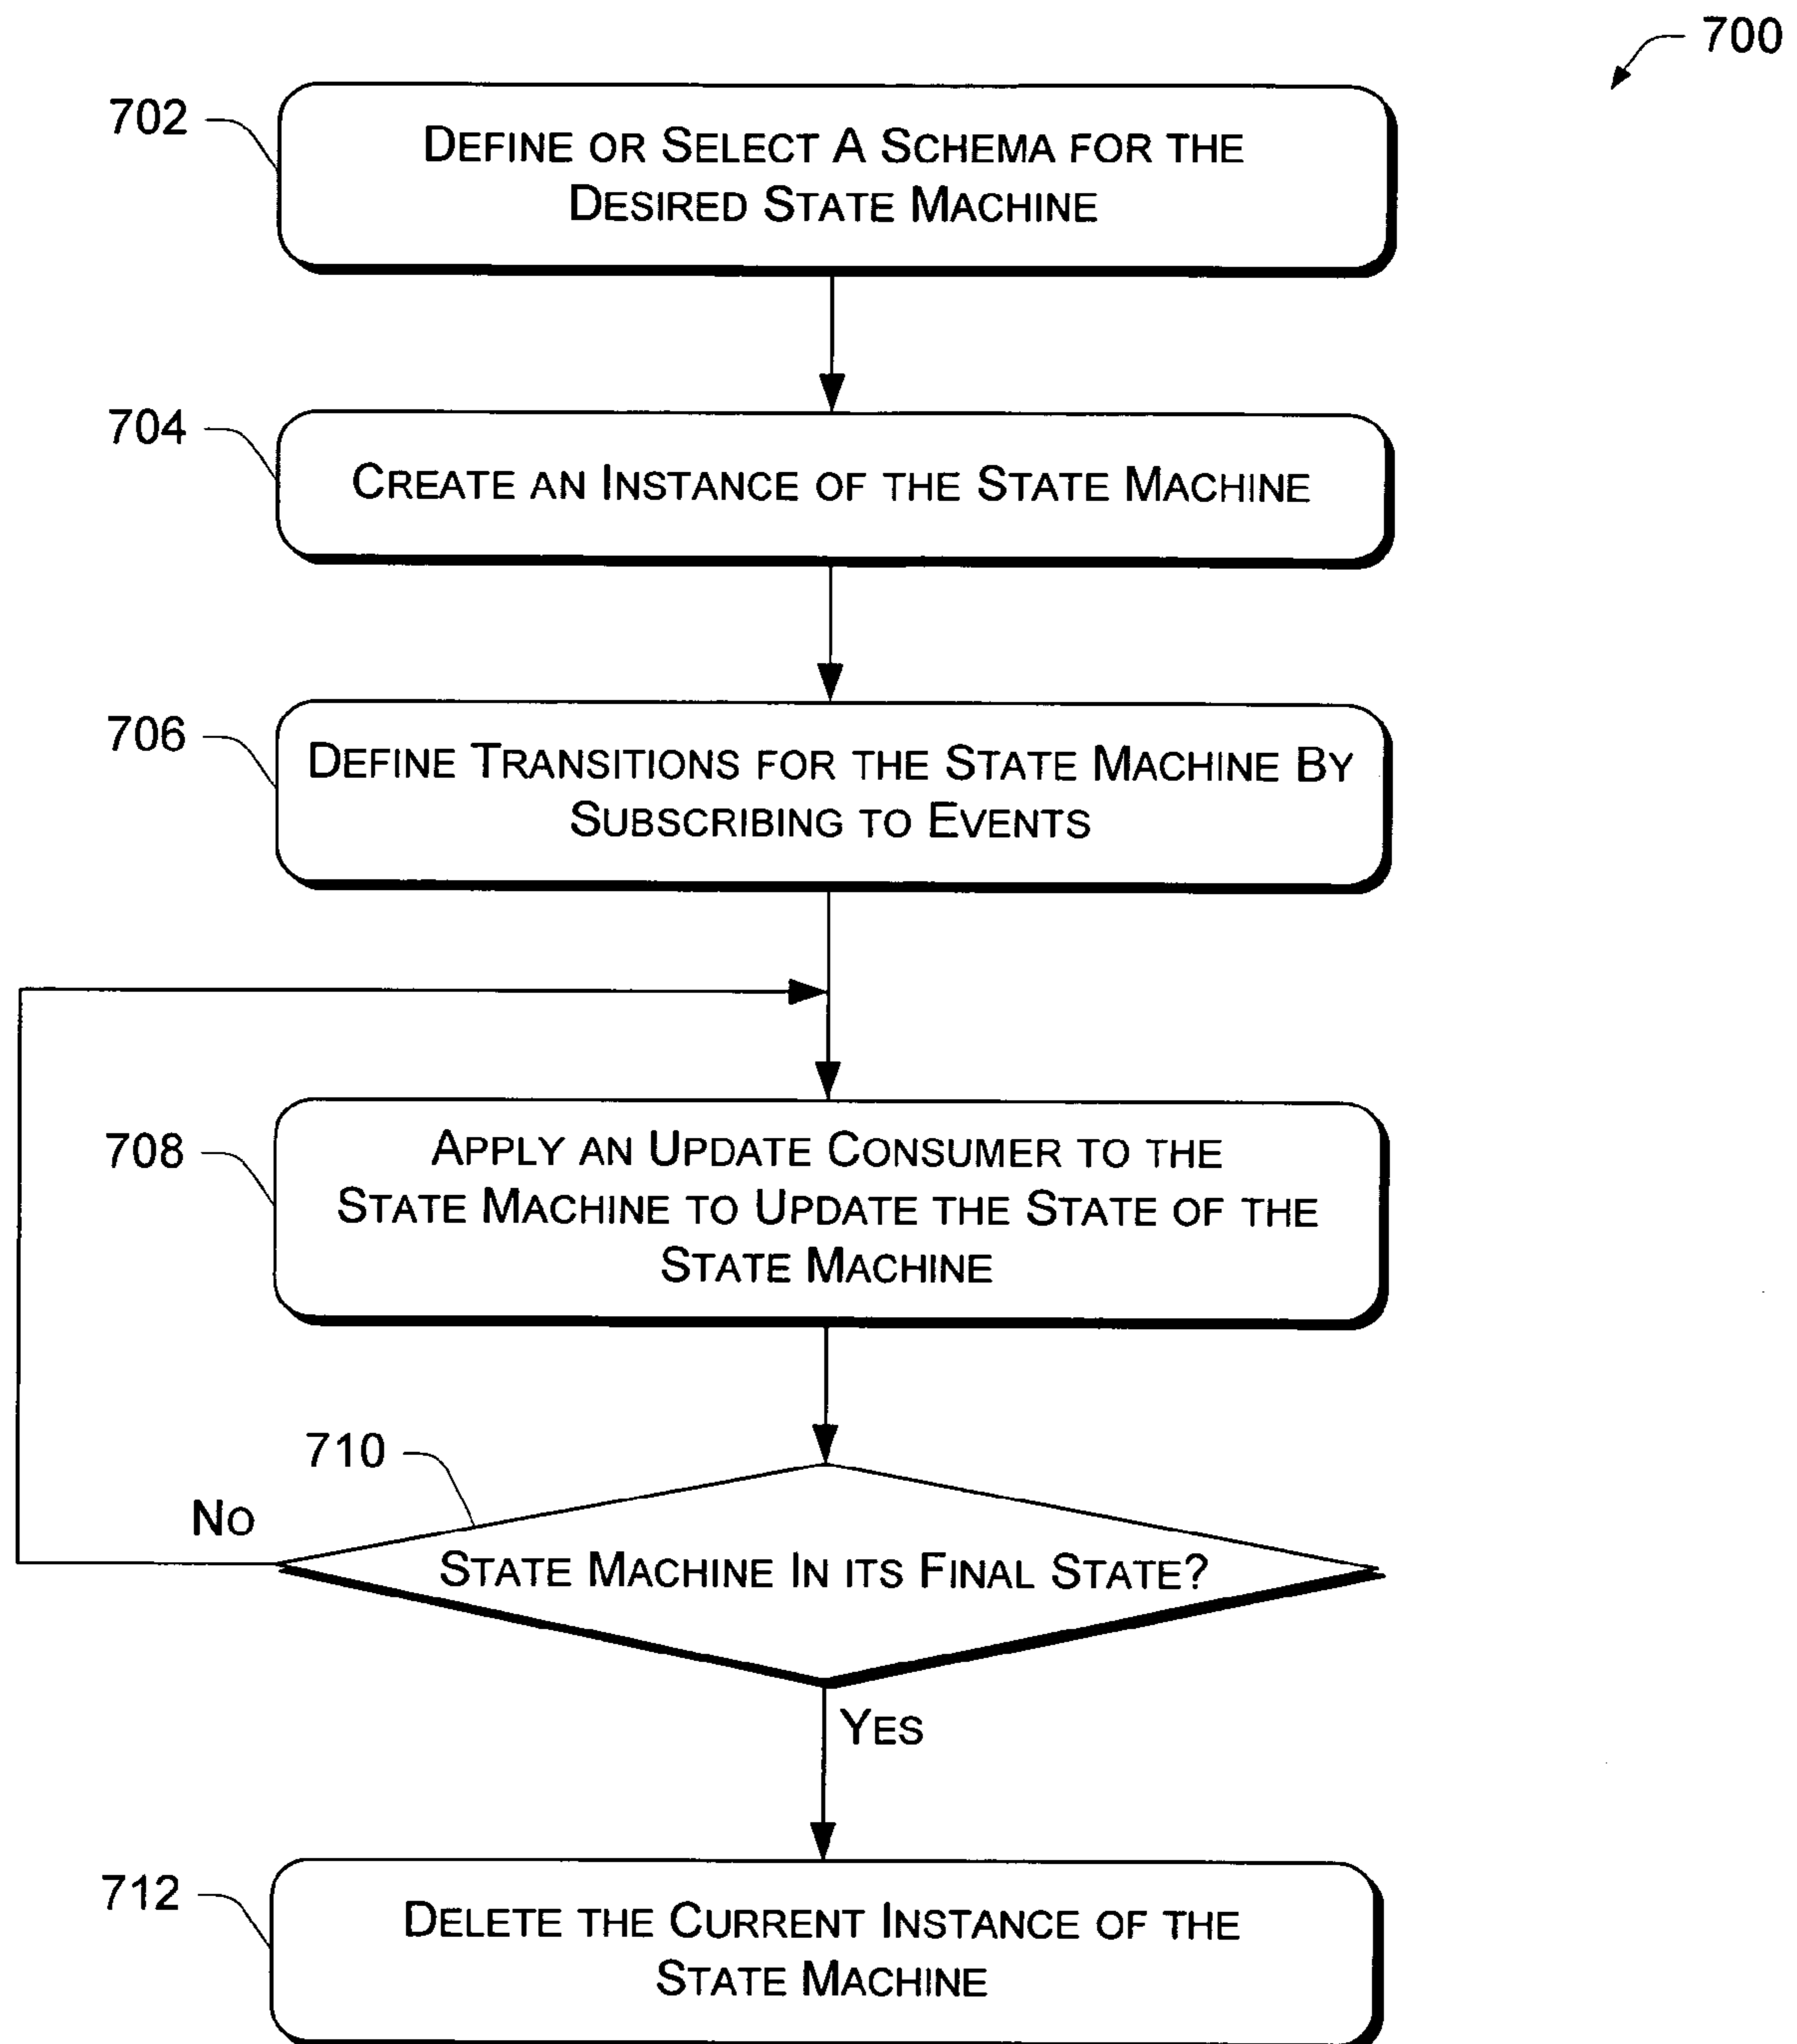 700
702
DEFINE OR SELECT A SCHEMA FOR THE
DESIRED STATE MACHINE
704
CREATE AN INSTANCE OF THE STATE MACHINE
706
DEFINE TRANSITIONS FOR THE STATE MACHINE BY
SUBSCRIBING TO EVENTS
708
APPLY AN UPDATE CONSUMER TO THE
STATE MACHINE TO UPDATE THE STATE OF THE
STATE MACHINE
710
NO
STATE MACHINE IN ITS FINAL STATE?
YES
712
DELETE THE CURRENT INSTANCE OF THE
STATE MACHINE